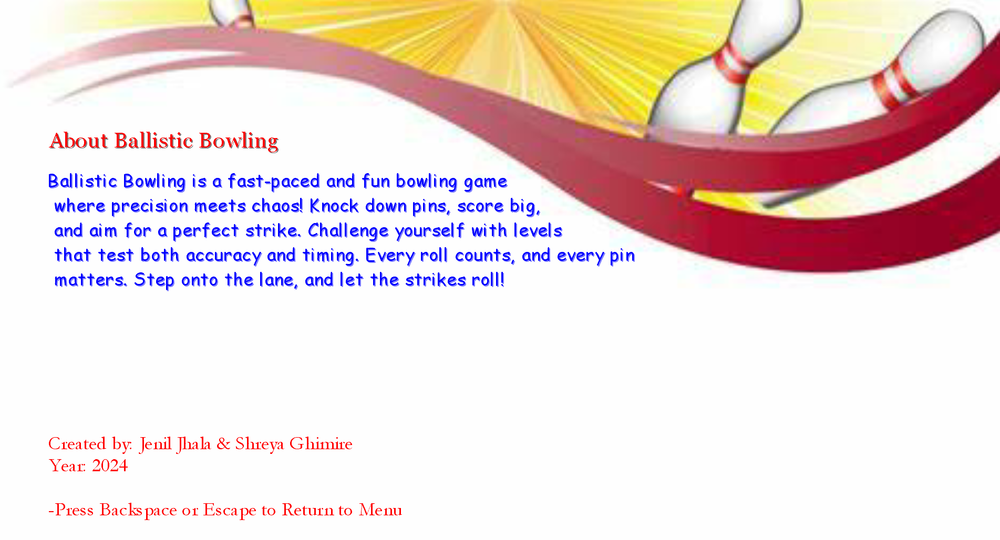 About Ballistic Bowling
Ballistic Bowling is a fast-paced and fun bowling game
where precision meets chaos! Knock down pins, score big,
and aim for a perfect strike. Challenge yourself with levels
that test both accuracy and timing. Every roll counts, and every pin
matters. Step onto the lane, and let the strikes roll!
Created by: Jenil Jhala & Shreya Ghimire
Year: 2024
-Press Backspace or Escape to Return to Menu